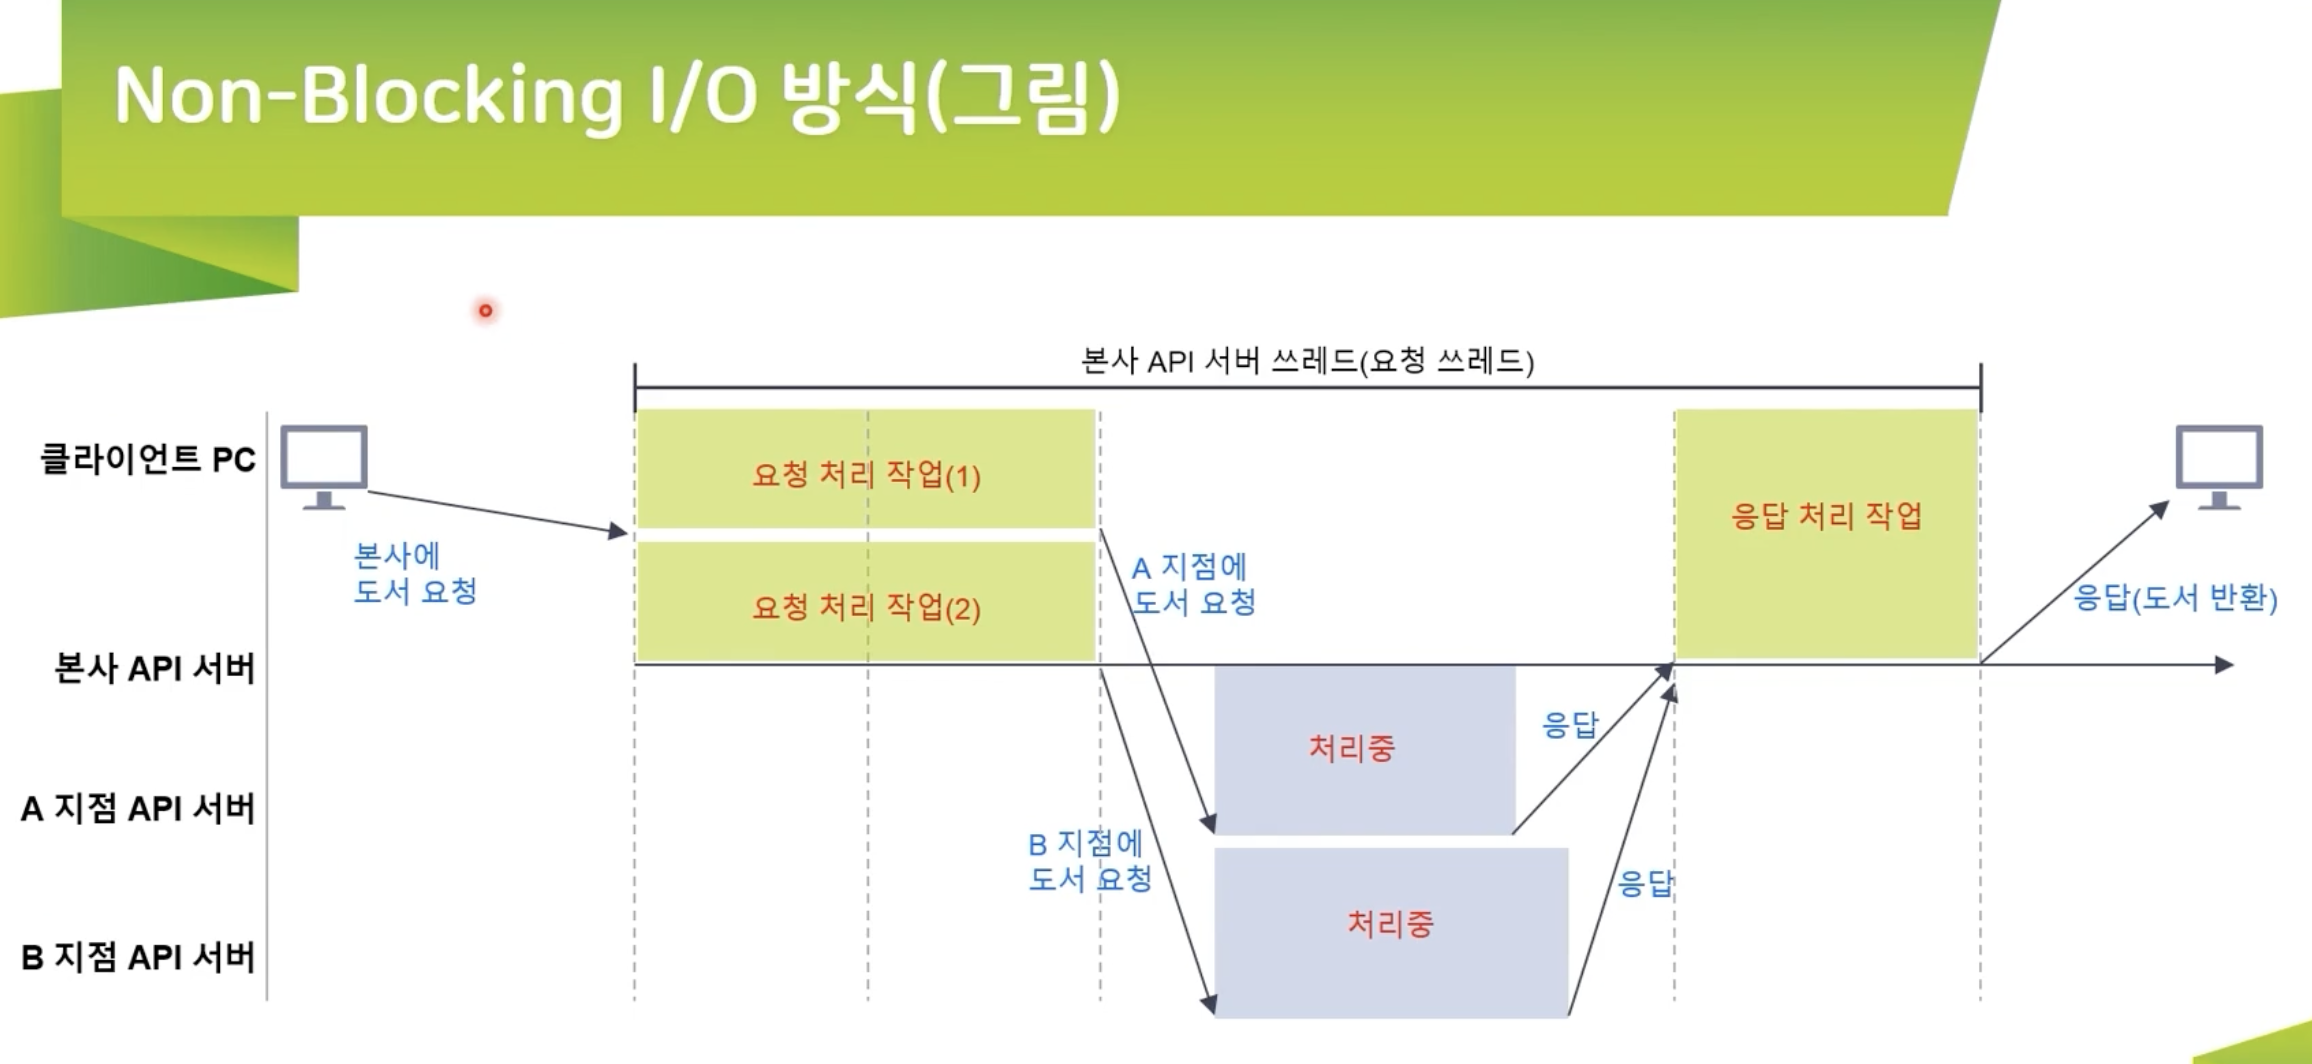 Non-Blocking I/O 방식(그림)
본사 API 서버 쓰레드(요청 쓰레드)
클라이언트 PC
요청 처리 작업(1)
응답 처리 작업
본사에
도서 요청
A 지점에
도서 요청
요청 처리 작업(2)
응답(도서 반환)
본사 API 서버
처리중
응답
A 지점 API 서버
B 지점에
도서 요청
응답
처리중
B 지점 API 서버